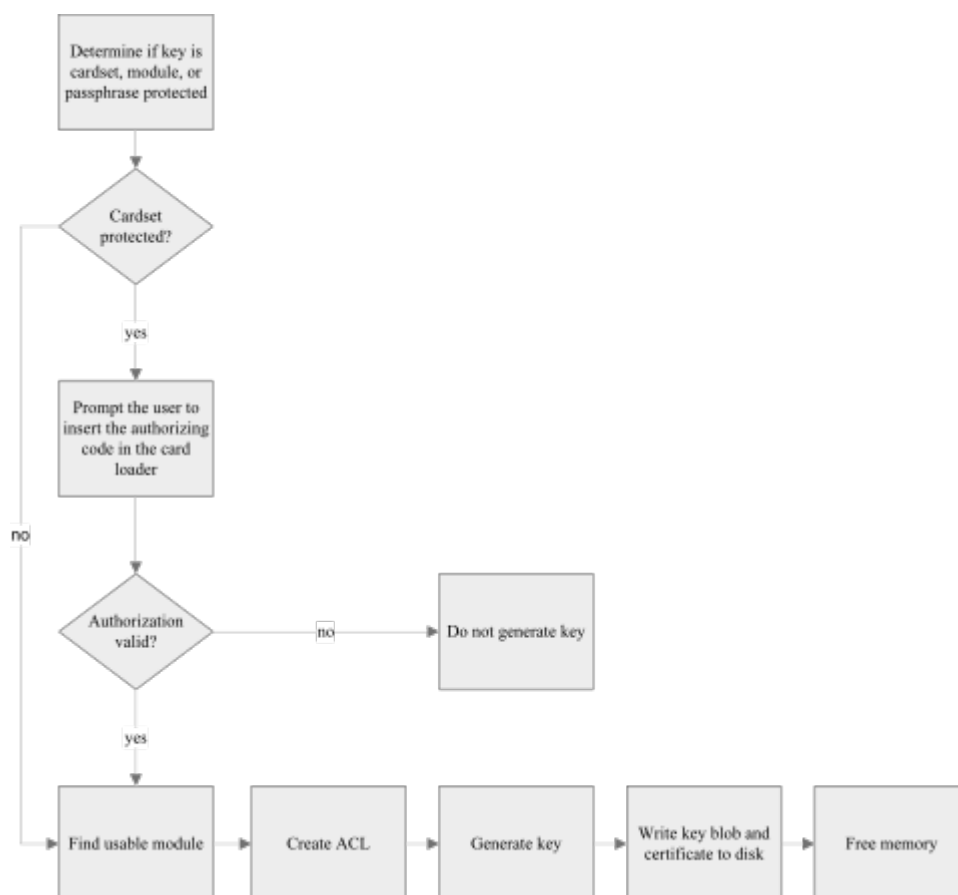 Determine if key is
cardset, module, or
passphrase protected
Cardset
protected?
yes
Prompt the user to
insert the authorizing
code in the card
loader
no
Authorization
valid?
no
Do not generate key
yes
Find usable module
Create ACL
Generate key
Write key blob and
certificate to disk
Free memory